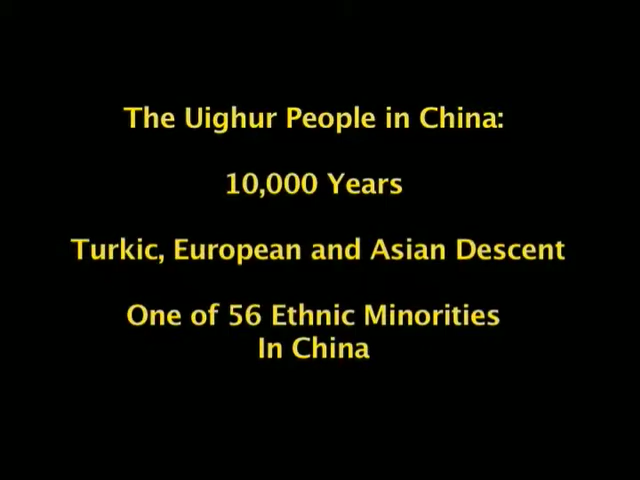 The Uighur People in China:
10,000 Years
Turkic, European and Asian Descent
One of 56 Ethnic Minorities
In China